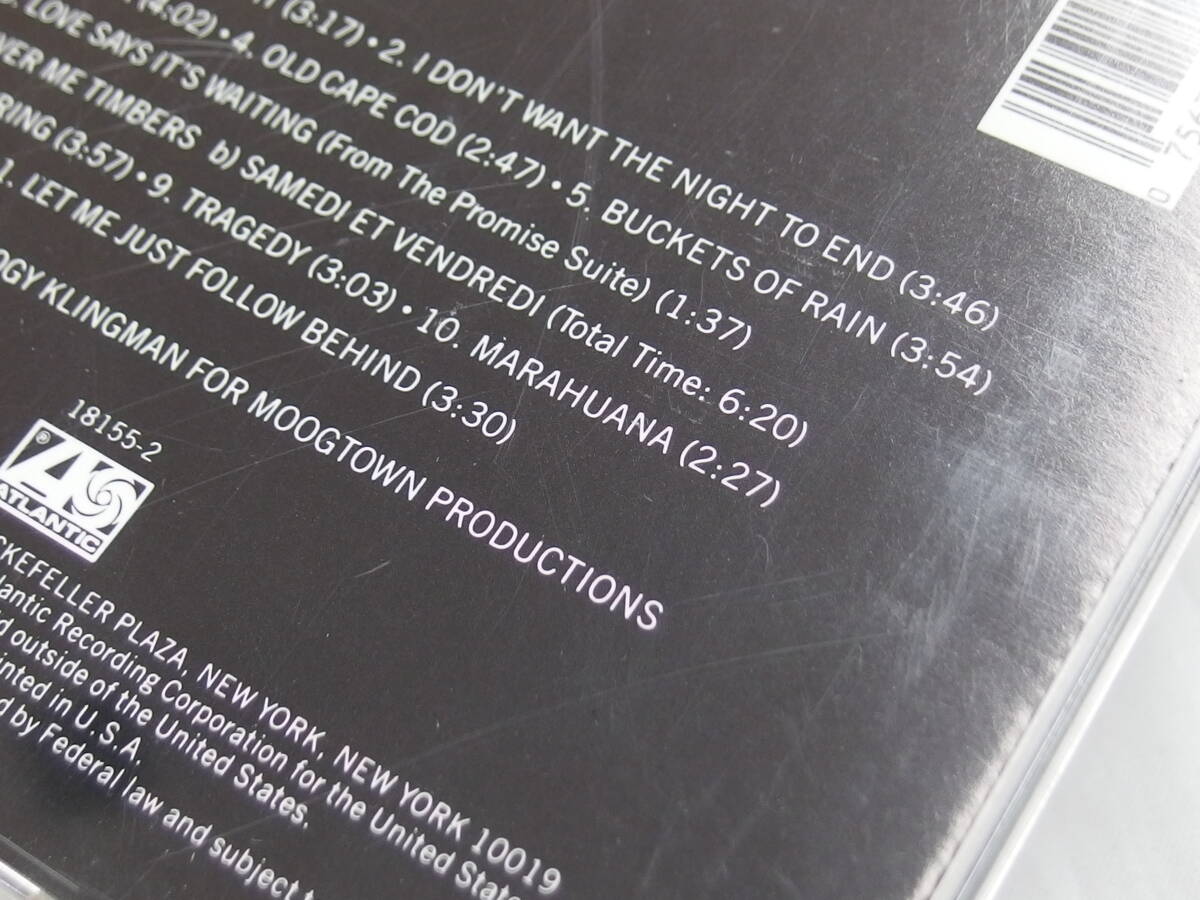 (3:17) • 2. I DON'T WANT THE NIGHT TO END (3:46)
(4:02) • 4. OLD CAPE COD (2:47) • 5. BUCKETS OF RAIN (3:54)
LOVE SAYS IT'S WAITING (From The Promise Suite) (1:37)
VER ME TIMBERS b) SAMEDI ET VENDREDI (Total Time: 6:20)
RING (3:57) • 9. TRAGEDY (3:03) • 10. MARAHUANA (2:27)
1. LET ME JUST FOLLOW BEHIND (3:30)
OGY KLINGMAN FOR MOOGTOWN PRODUCTIONS
18155-2
ATLANTIC
CKEFELLER PLAZA, NEW YORK, NEW YORK 10019
lantic Recording Corporation for the United State
d outside of the United States.
inted in U.S.A.
d by Federal law and subject t
0 75